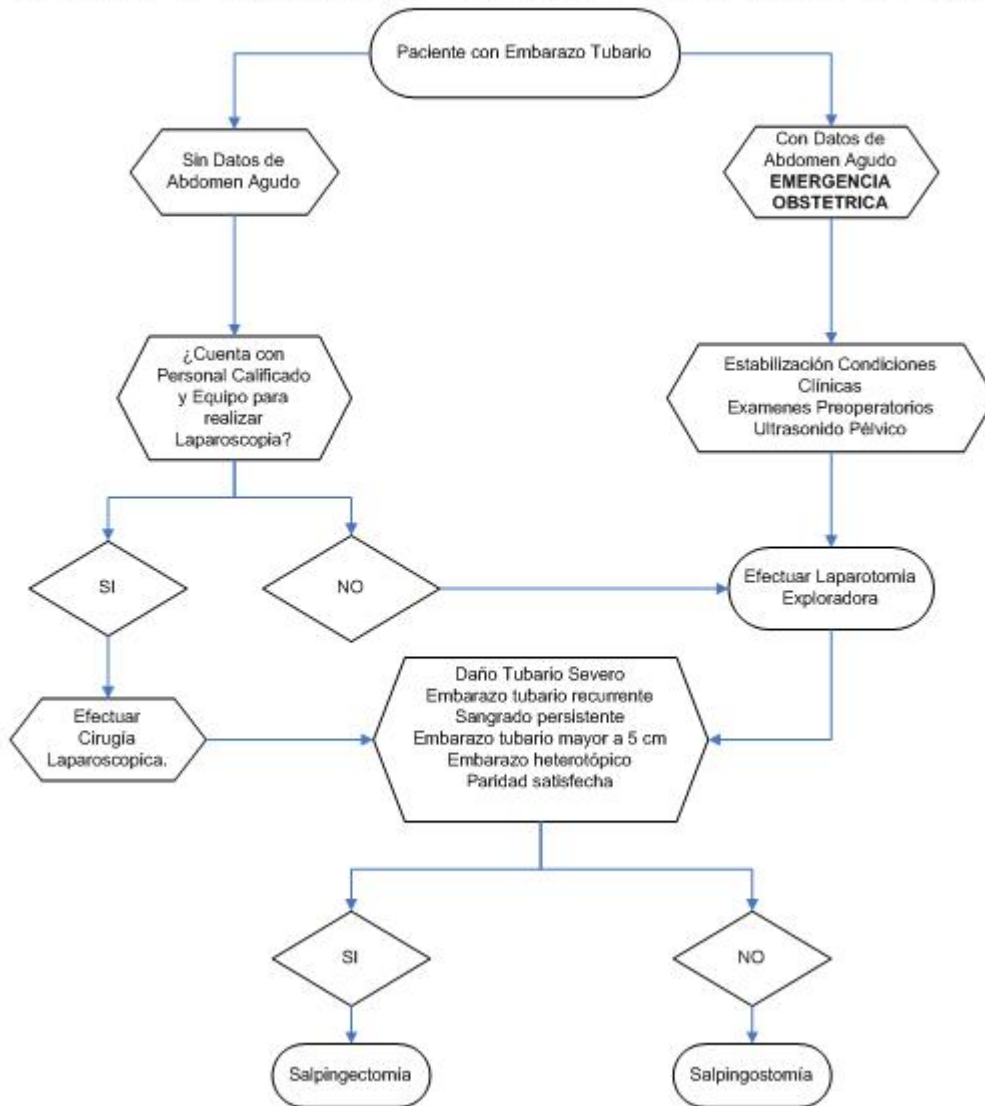 Paciente con Embarazo Tubario
Sin Datos de
Abdomen Agudo
Con Datos de
Abdomen Agudo
EMERGENCIA
OBSTETRICA
¿Cuenta con
Personal Calificado
y Equipo para
realizar
Laparoscopia?
Estabilización Condiciones
Clínicas
Examenes Preoperatorios
Ultrasonido Pélvico
SI
NO
Efectuar Laparotomia
Exploradora
Efectuar
Cirugía
Laparoscopica.
Daño Tubario Severo
Embarazo tubario recurrente
Sangrado persistente
Embarazo tubario mayor a 5 cm
Embarazo heterotópico
Paridad satisfecha
SI
NO
Salpingectomía
Salpingostomía